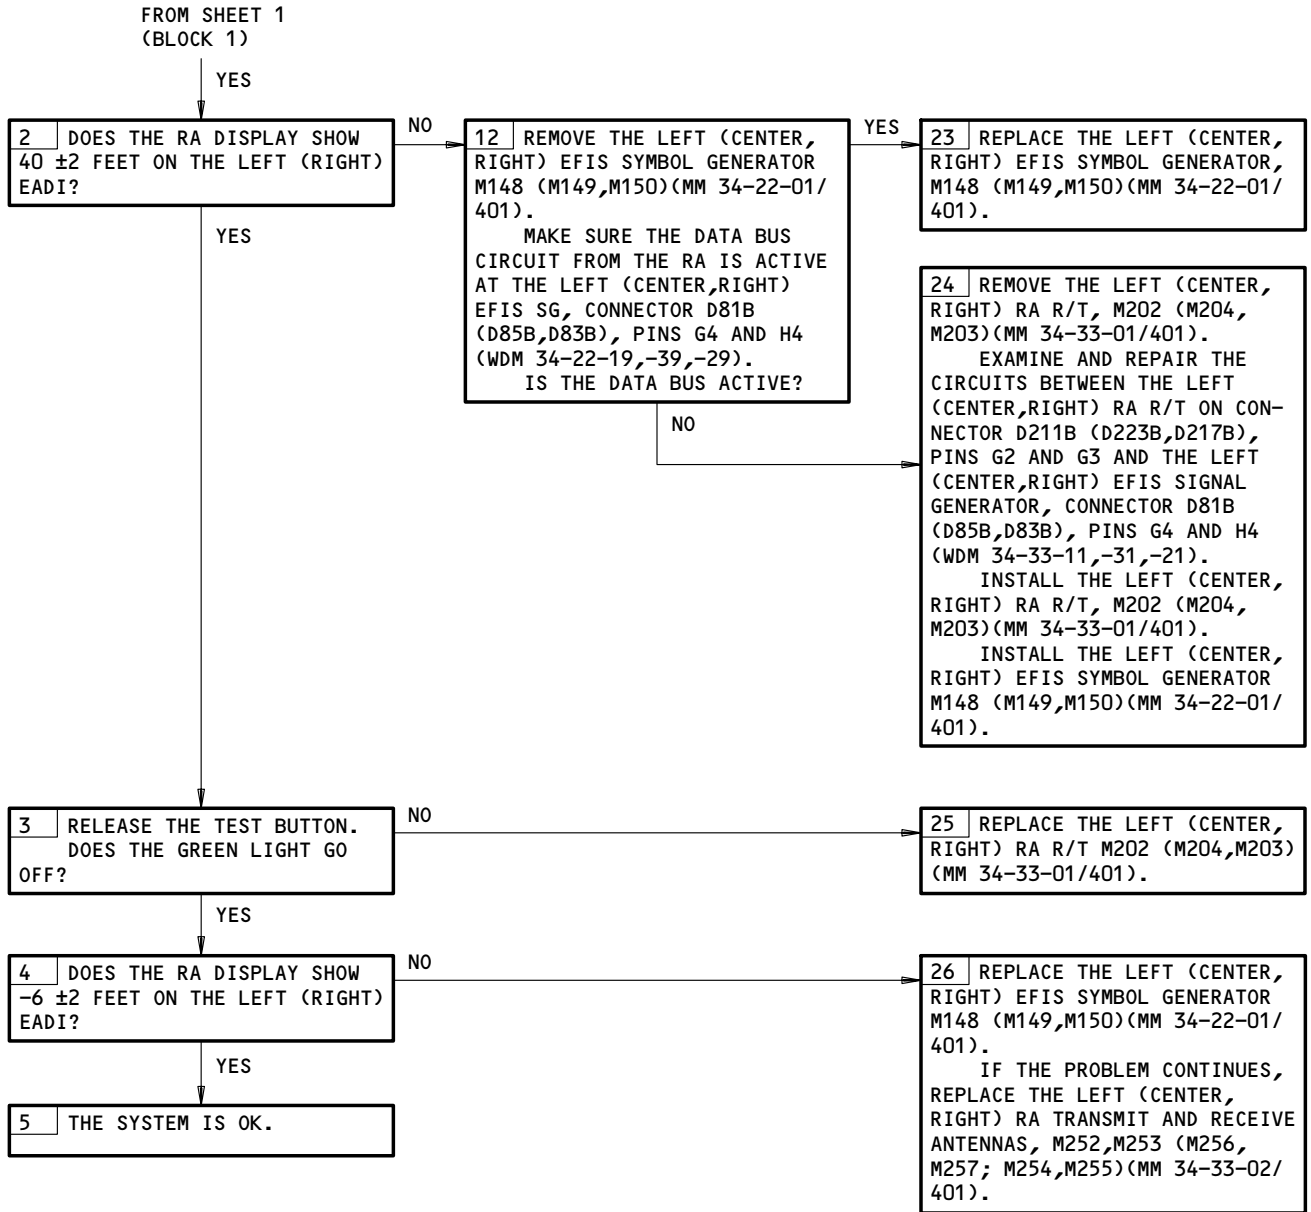 FROM SHEET 1
(BLOCK 1)
YES
2 DOES THE RA DISPLAY SHOW
40 ±2 FEET ON THE LEFT (RIGHT)
EADI?
NO
YES
12 REMOVE THE LEFT (CENTER,
RIGHT) EFIS SYMBOL GENERATOR
M148 (M149,M150)(MM 34-22-01/
401).
MAKE SURE THE DATA BUS
CIRCUIT FROM THE RA IS ACTIVE
AT THE LEFT (CENTER,RIGHT)
EFIS SG, CONNECTOR D81B
(D85B,D83B), PINS G4 AND H4
(WDM 34-22-19,-39,-29).
IS THE DATA BUS ACTIVE?
YES
NO
23 REPLACE THE LEFT (CENTER,
RIGHT) EFIS SYMBOL GENERATOR,
M148 (M149,M150)(MM 34-22-01/
401).
24 REMOVE THE LEFT (CENTER,
RIGHT) RA R/T, M202 (M204,
M203)(MM 34-33-01/401).
EXAMINE AND REPAIR THE
CIRCUITS BETWEEN THE LEFT
(CENTER,RIGHT) RA R/T ON CON-
NECTOR D211B (D223B,D217B),
PINS G2 AND G3 AND THE LEFT
(CENTER,RIGHT) EFIS SIGNAL
GENERATOR, CONNECTOR D81B
(D85B,D83B), PINS G4 AND H4
(WDM 34-33-11,-31,-21).
INSTALL THE LEFT (CENTER,
RIGHT) RA R/T, M202 (M204,
M203)(MM 34-33-01/401).
INSTALL THE LEFT (CENTER,
RIGHT) EFIS SYMBOL GENERATOR
M148 (M149,M150)(MM 34-22-01/
401).
3 RELEASE THE TEST BUTTON.
DOES THE GREEN LIGHT GO
OFF?
NO
YES
25 REPLACE THE LEFT (CENTER,
RIGHT) RA R/T M202 (M204,M203)
(MM 34-33-01/401).
4 DOES THE RA DISPLAY SHOW
-6 ±2 FEET ON THE LEFT (RIGHT)
EADI?
NO
YES
26 REPLACE THE LEFT (CENTER,
RIGHT) EFIS SYMBOL GENERATOR
M148 (M149,M150)(MM 34-22-01/
401).
IF THE PROBLEM CONTINUES,
REPLACE THE LEFT (CENTER,
RIGHT) RA TRANSMIT AND RECEIVE
ANTENNAS, M252,M253 (M256,
M257; M254,M255)(MM 34-33-02/
401).
5 THE SYSTEM IS OK.